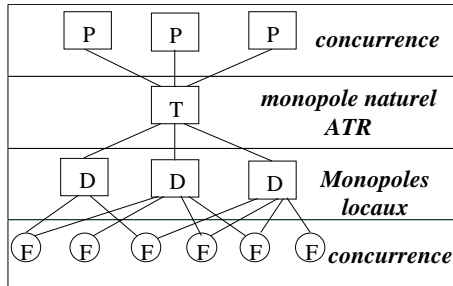 P P P concurrence
T monopole naturel
ATR
D D D Monopoles
locaux
F F F F F F concurrence